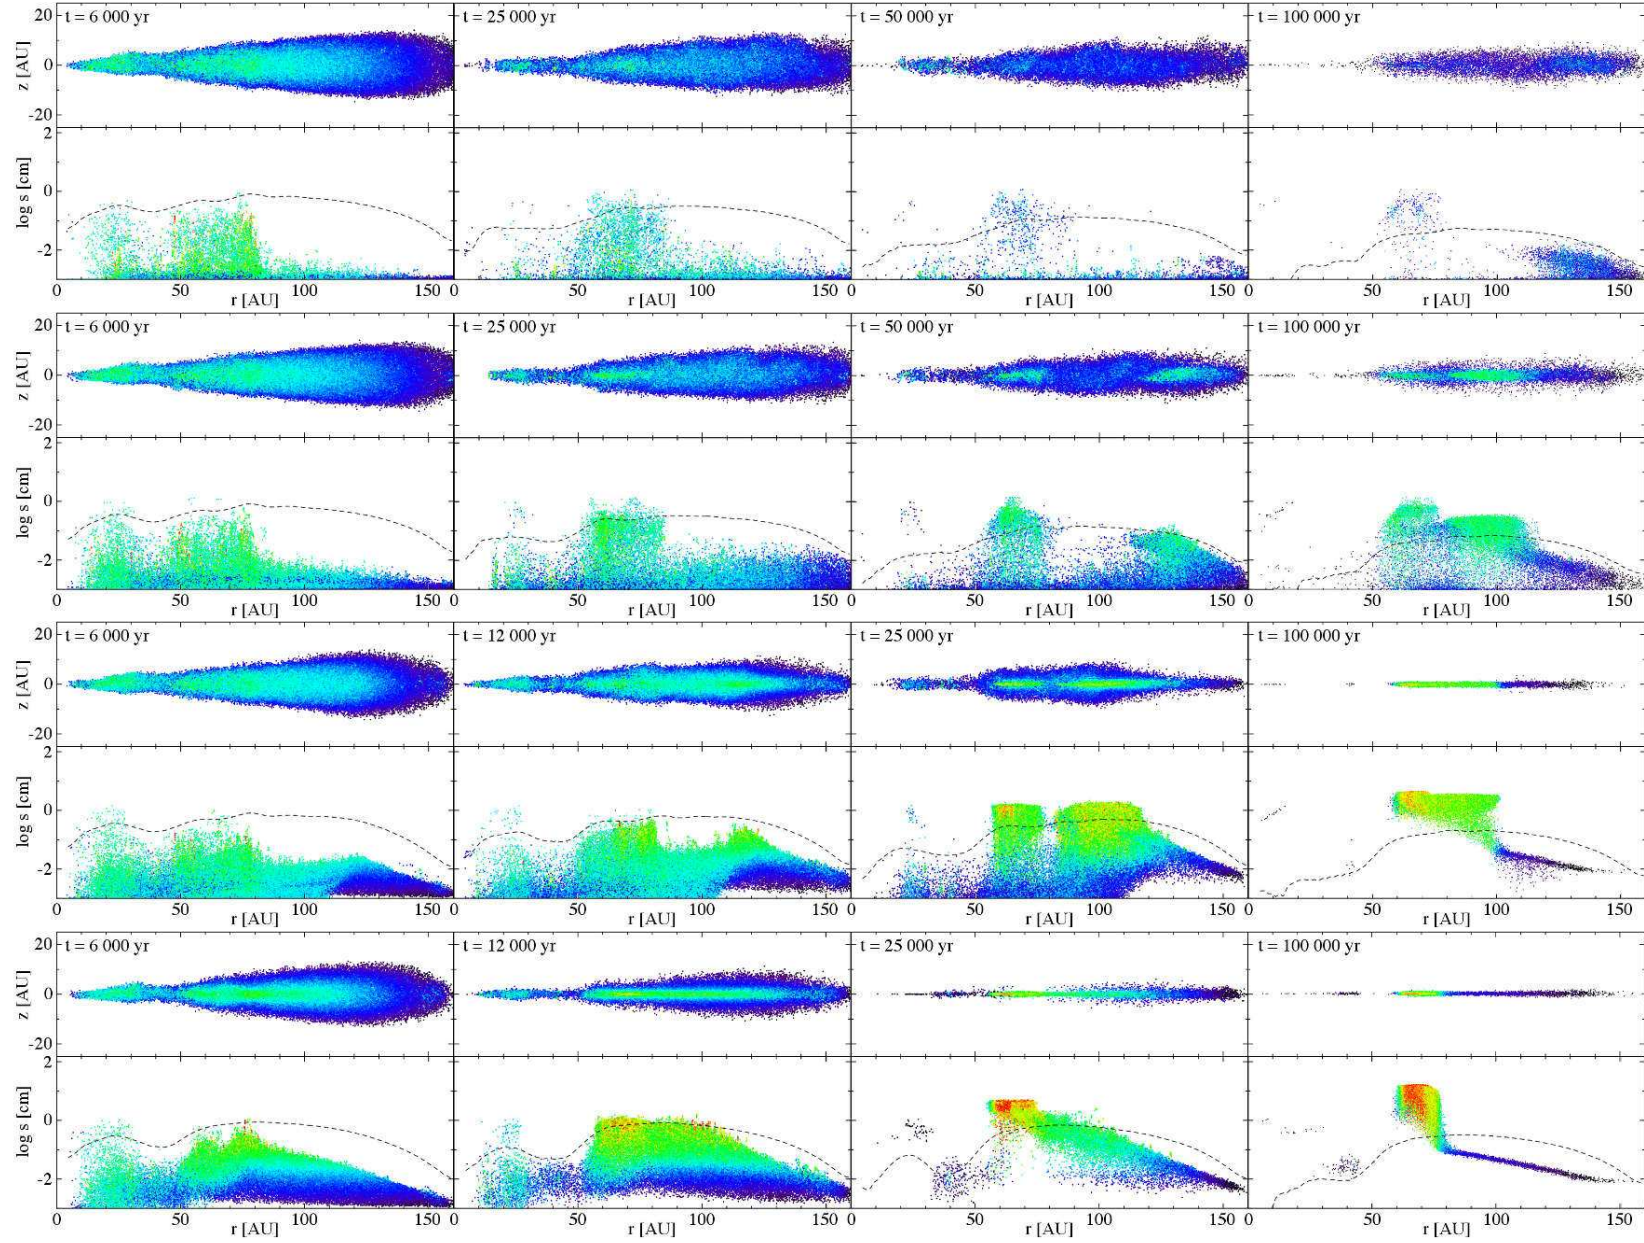 t = 6 000 yr t = 25 000 yr t = 50 000 yr t = 100 000 yr
20
z [AU] 0
-20
2
log s [cm] 0
-2
0 50 100 150 0 50 100 150 0 50 100 150 0 50 100 150
r [AU] r [AU] r [AU] r [AU]
t = 6 000 yr t = 25 000 yr t = 50 000 yr t = 100 000 yr
20
z [AU] 0
-20
2
log s [cm] 0
-2
0 50 100 150 0 50 100 150 0 50 100 150 0 50 100 150
r [AU] r [AU] r [AU] r [AU]
t = 6 000 yr t = 12 000 yr t = 25 000 yr t = 100 000 yr
20
z [AU] 0
-20
2
log s [cm] 0
-2
0 50 100 150 0 50 100 150 0 50 100 150 0 50 100 150
r [AU] r [AU] r [AU] r [AU]
t = 6 000 yr t = 12 000 yr t = 25 000 yr t = 100 000 yr
20
z [AU] 0
-20
2
log s [cm] 0
-2
0 50 100 150 0 50 100 150 0 50 100 150 0 50 100 150
r [AU] r [AU] r [AU] r [AU]